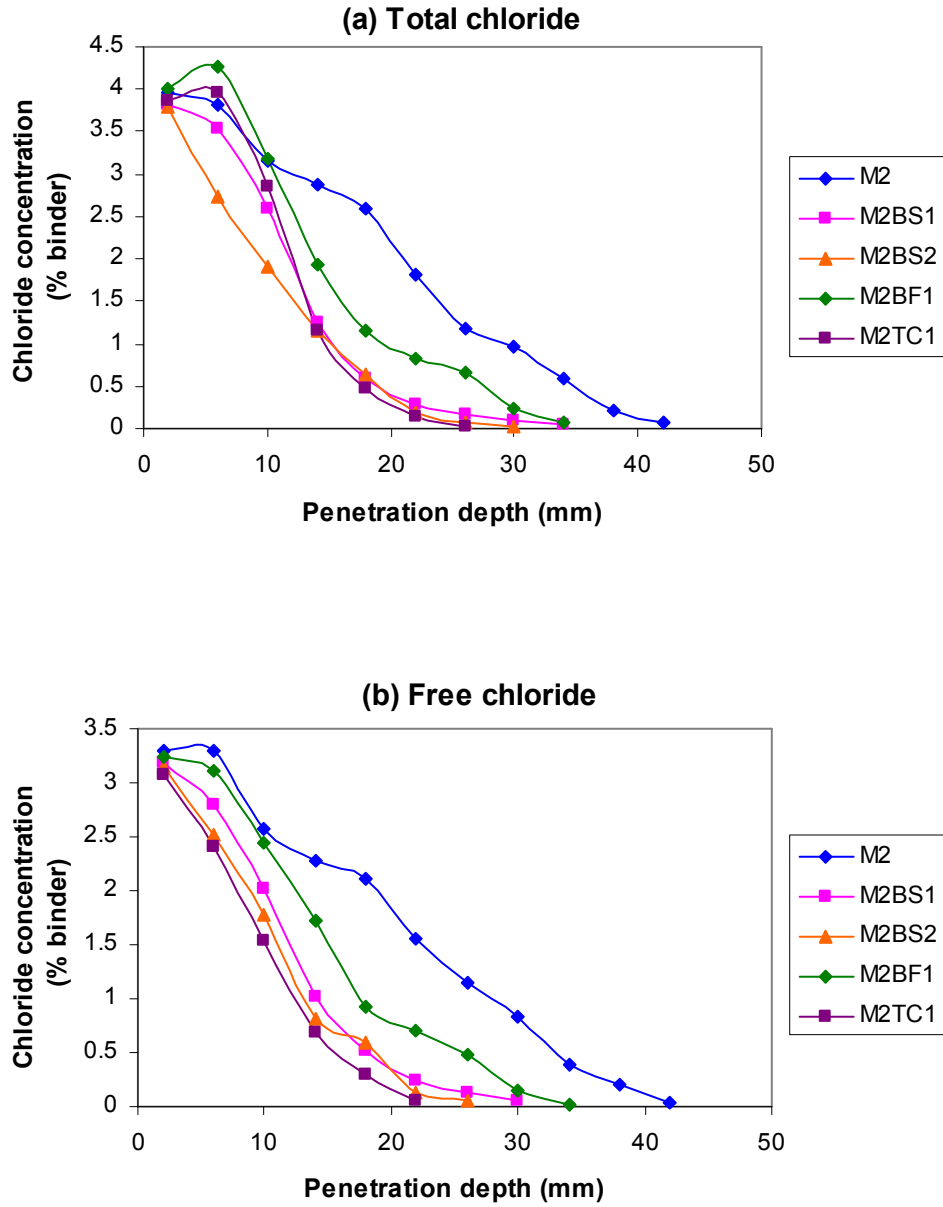 (a) Total chloride
4.5
4
3.5
3
2.5
2
1.5
1
0.5
0
Chloride concentration
(% binder)
0 10 20 30 40 50
Penetration depth (mm)
M2
M2BS1
M2BS2
M2BF1
M2TC1
(b) Free chloride
3.5
3
2.5
2
1.5
1
0.5
0
Chloride concentration
(% binder)
0 10 20 30 40 50
Penetration depth (mm)
M2
M2BS1
M2BS2
M2BF1
M2TC1